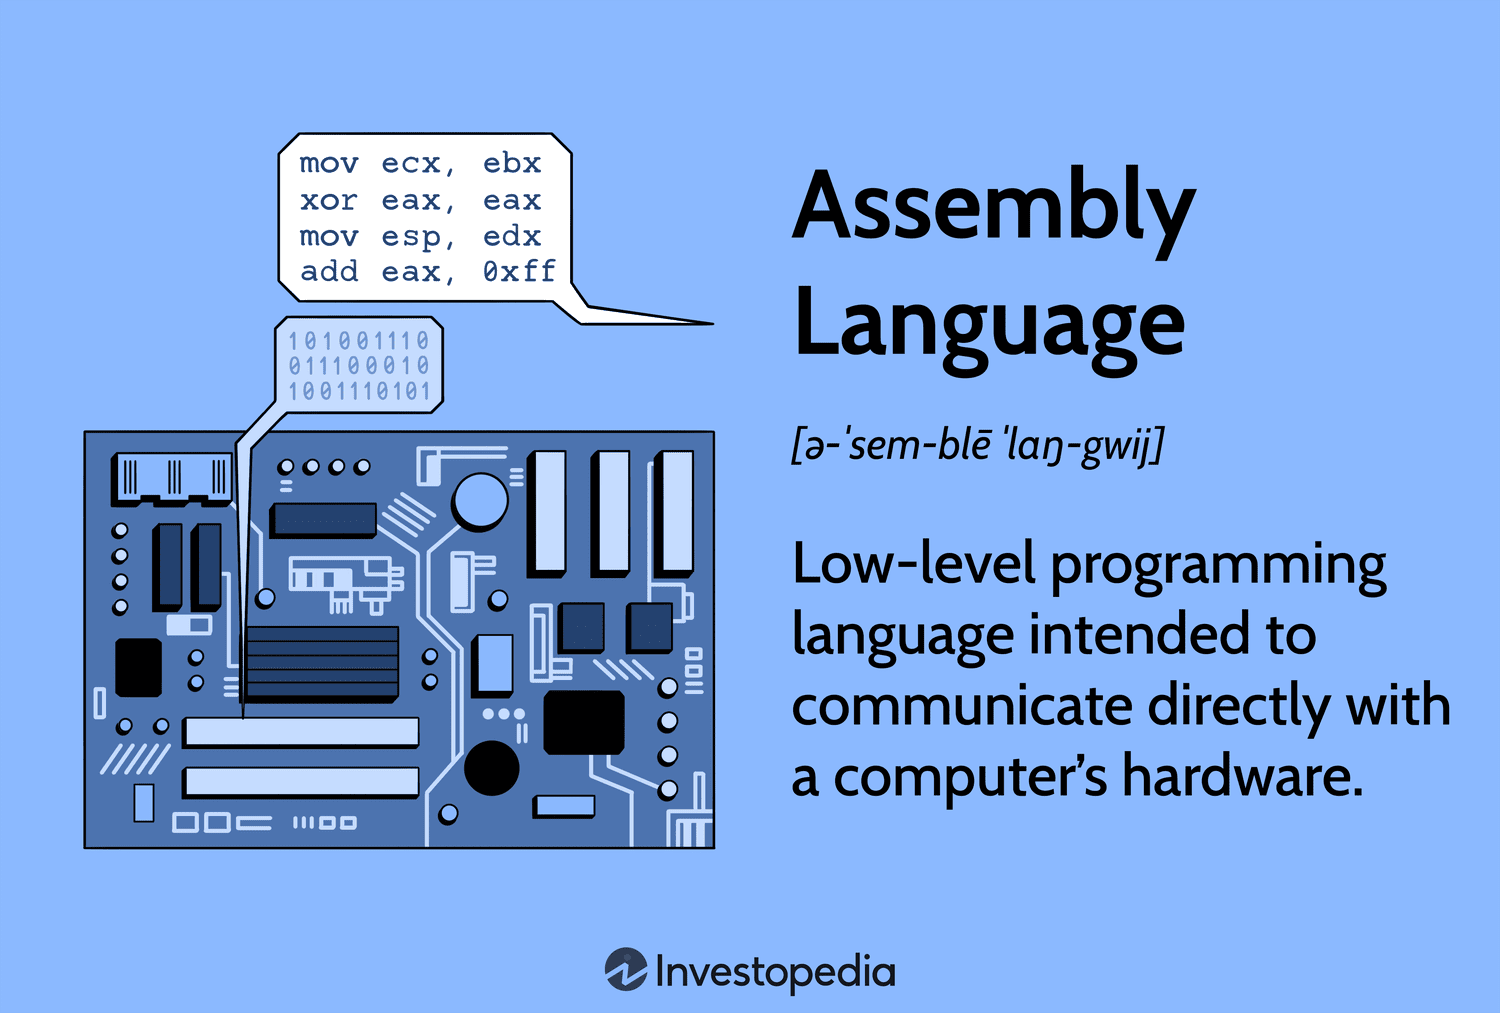 mov ecx, ebx
xor eax, eax
mov esp, edx
add eax, 0xff
101001110
011100010
1001110101
Assembly
Language
[ə-ˈsem-blē ˈlaŋ-gwij]
Low-level programming
language intended to
communicate directly with
a computer’s hardware.
Investopedia